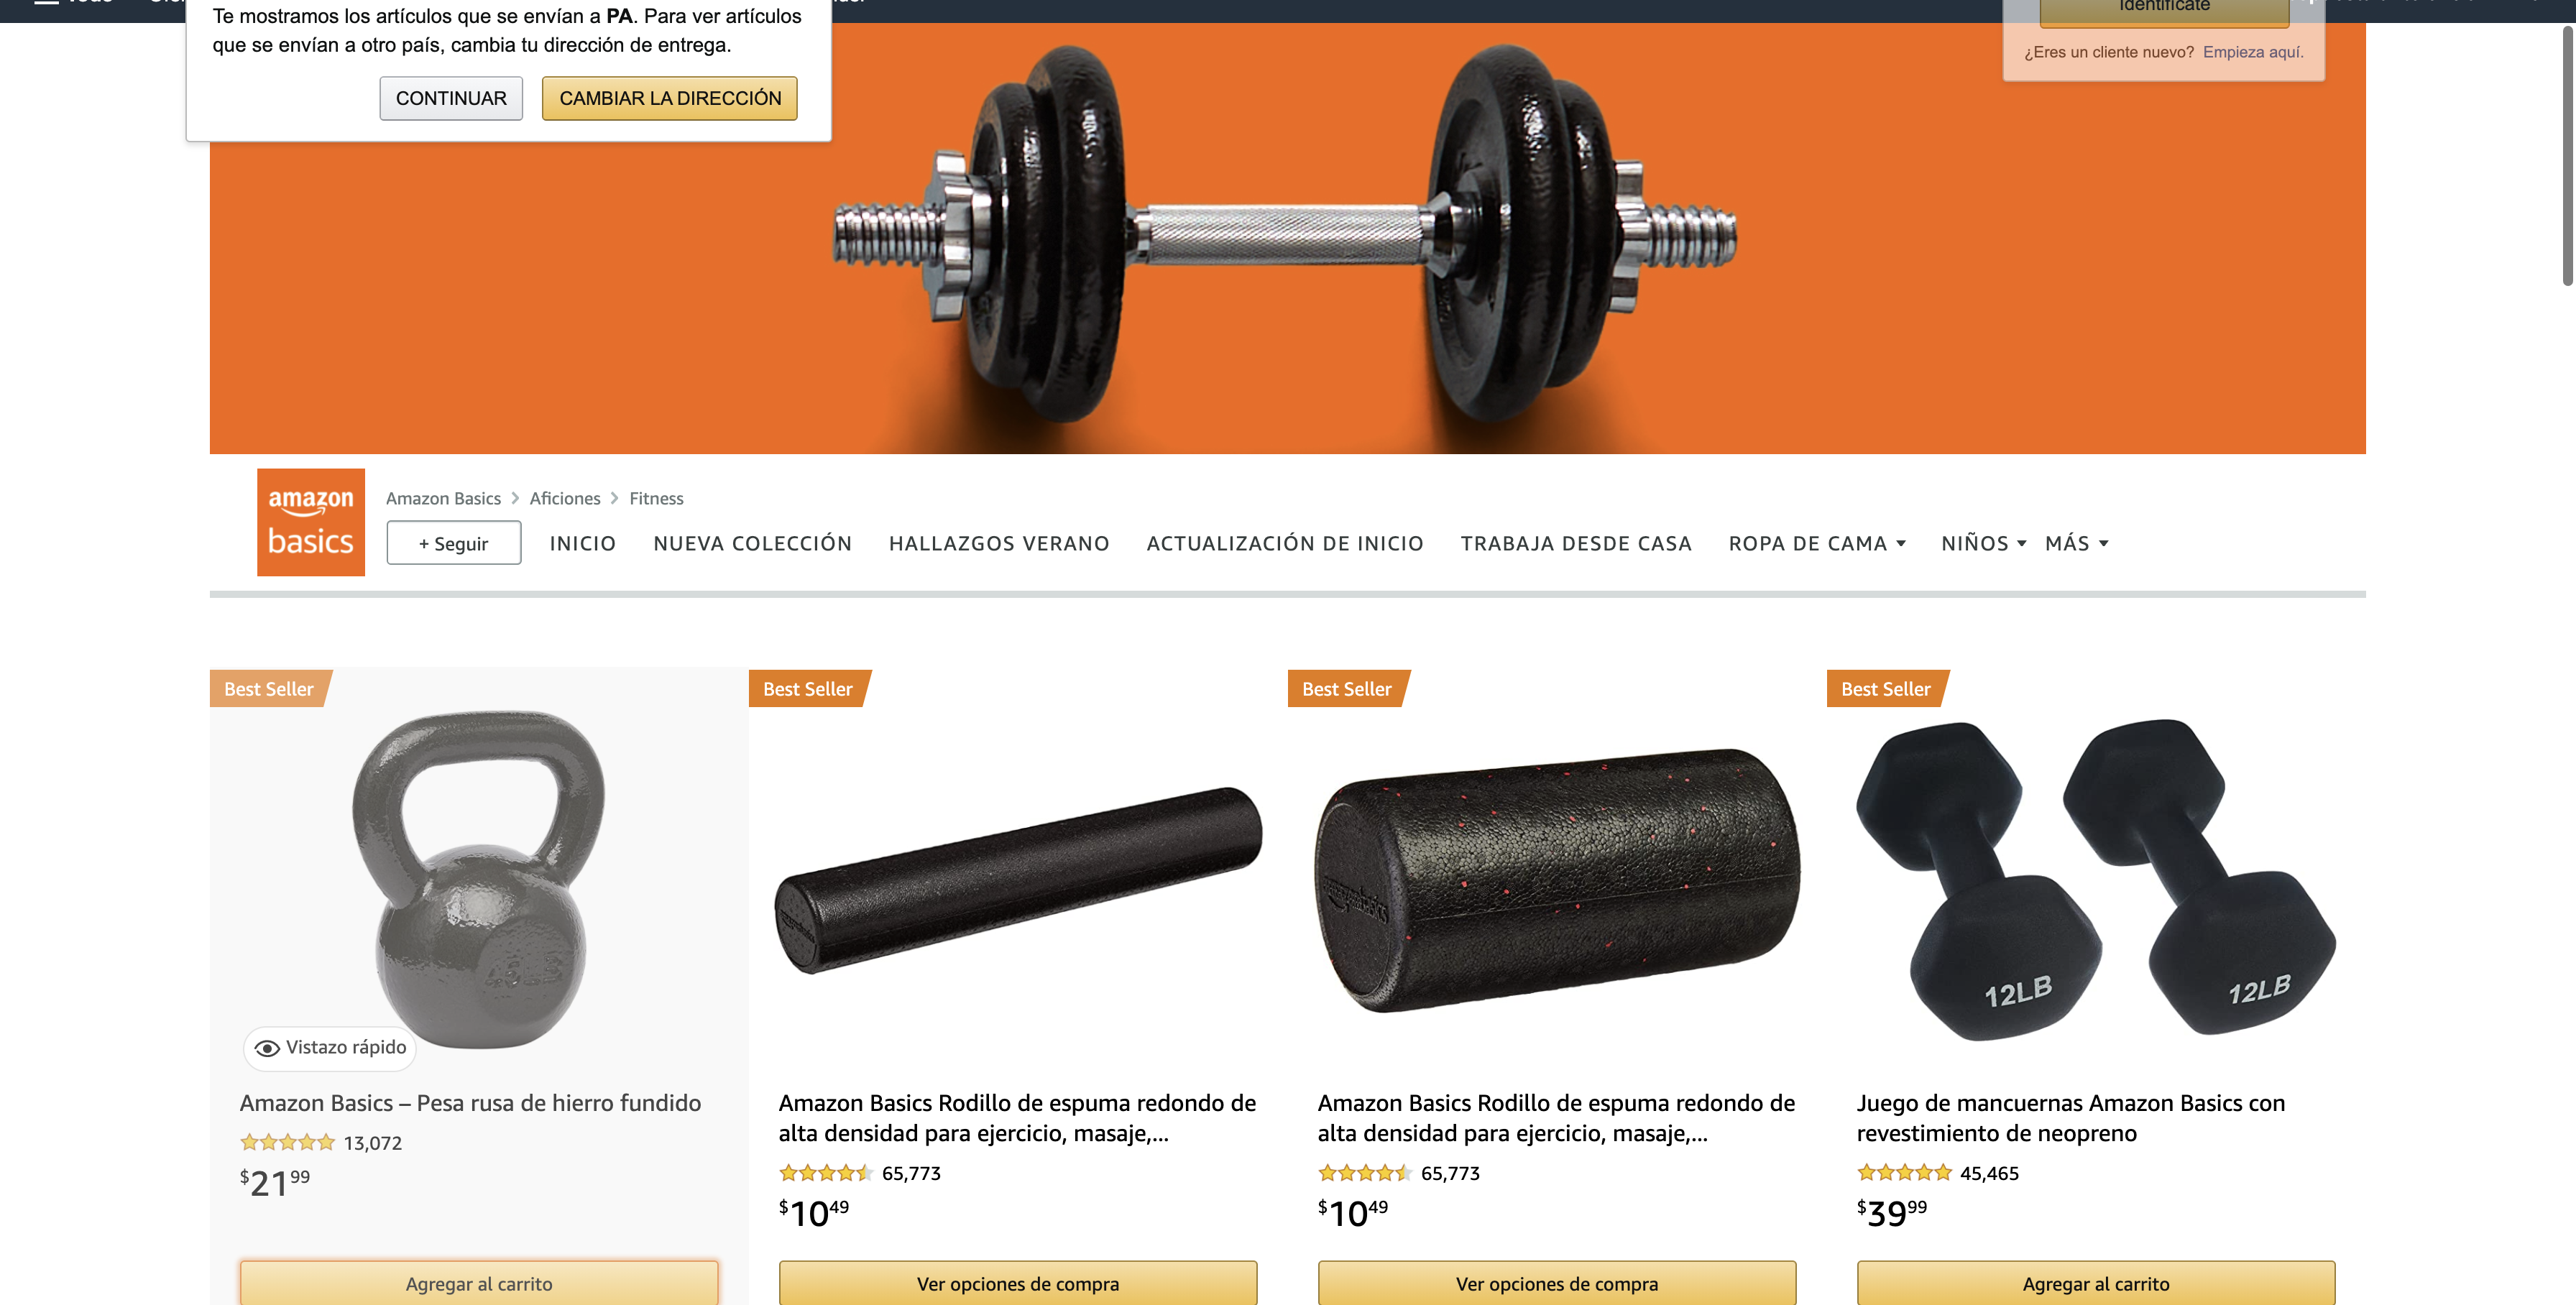 Te mostramos los artículos que se envían a PA. Para ver artículos
que se envían a otro país, cambia tu dirección de entrega.
CONTINUAR
CAMBIAR LA DIRECCIÓN
Identifícate
¿Eres un cliente nuevo? Empieza aquí.
amazon
basics
Amazon Basics > Aficiones > Fitness
+ Seguir
INICIO
NUEVA COLECCIÓN
HALLAZGOS VERANO
ACTUALIZACIÓN DE INICIO
TRABAJA DESDE CASA
ROPA DE CAMA
NIÑOS
MÁS
Best Seller
Vistazo rápido
Amazon Basics – Pesa rusa de hierro fundido
13,072
$21.99
Agregar al carrito
Best Seller
Amazon Basics Rodillo de espuma redondo de
alta densidad para ejercicio, masaje,...
65,773
$10.49
Ver opciones de compra
Best Seller
Amazon Basics Rodillo de espuma redondo de
alta densidad para ejercicio, masaje,...
65,773
$10.49
Ver opciones de compra
Best Seller
12LB
12LB
Juego de mancuernas Amazon Basics con
revestimiento de neopreno
45,465
$39.99
Agregar al carrito